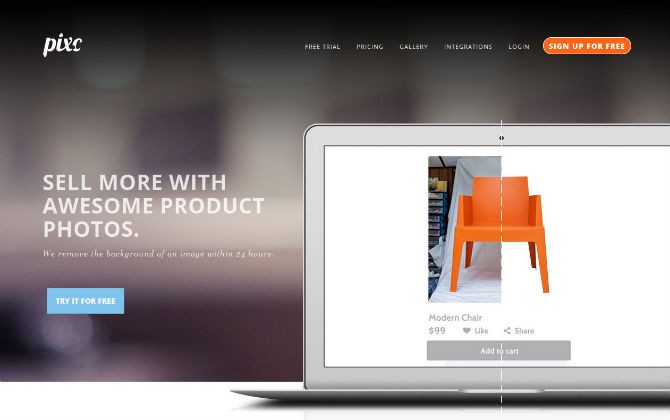 pixc
FREE TRIAL PRICING GALLERY INTEGRATIONS LOGIN SIGN UP FOR FREE
SELL MORE WITH
AWESOME PRODUCT
PHOTOS.
We remove the background of an image within 24 hours.
TRY IT FOR FREE
Modern Chair
$99 Like Share
Add to cart